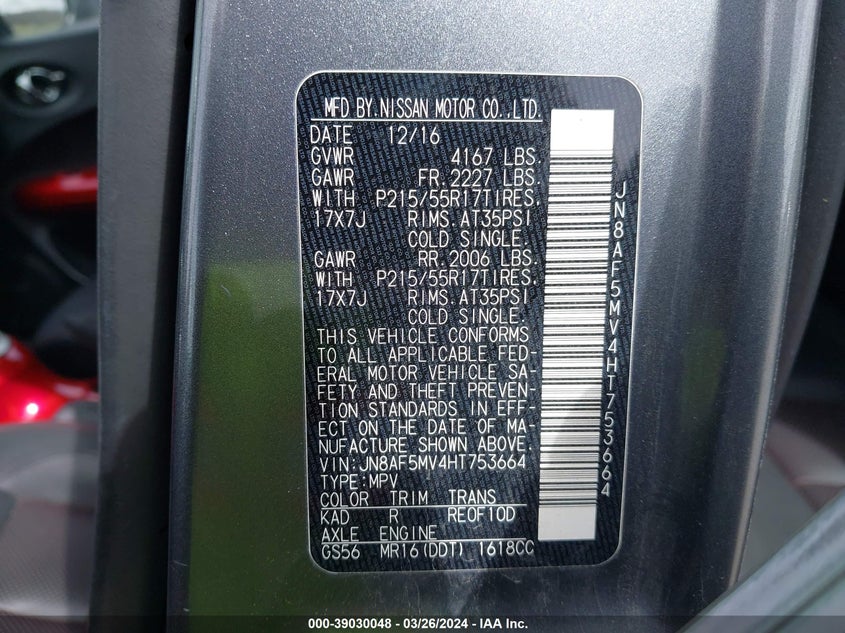 MFD BY.NISSAN MOTOR CO.,LTD.
DATE 12/16
GVWR 4167 LBS.
GAWR FR.2227 LBS.
WITH P215/55R17TIRES.
17X7J RIMS.AT35PSI
COLD SINGLE.
GAWR RR.2006 LBS.
WITH P215/55R17TIRES.
17X7J RIMS.AT35PSI
COLD SINGLE.
THIS VEHICLE CONFORMS
TO ALL APPLICABLE FED-
ERAL MOTOR VEHICLE SA-
FETY AND THEFT PREVEN-
TION STANDARDS IN EFF-
ECT ON THE DATE OF MA-
NUFACTURE SHOWN ABOVE.
VIN:JN8AF5MV4HT753664
TYPE:MPV
COLOR TRIM TRANS
KAD R RE0F10D
AXLE ENGINE
GS56 MR16(DDT) 1618CC
JN8AF5MV4HT753664
000-39030048 - 03/26/2024 - IAA, Inc.